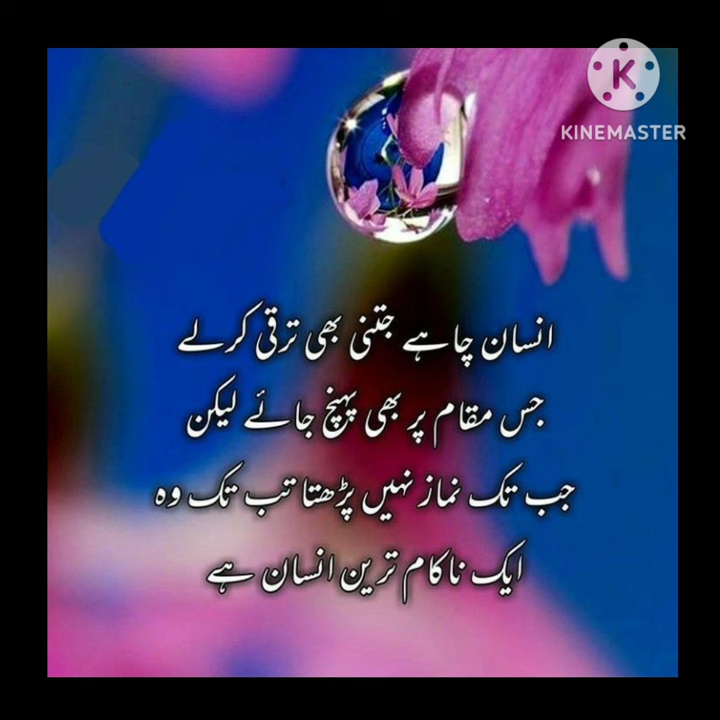 KINEMASTER
انسان چاہے جتنی بھی ترقی کرلے
جس مقام پر بھی پہنچ جائے لیکن
جب تک نماز نہیں پڑھتا تب تک وہ
ایک ناکام ترین انسان ہے